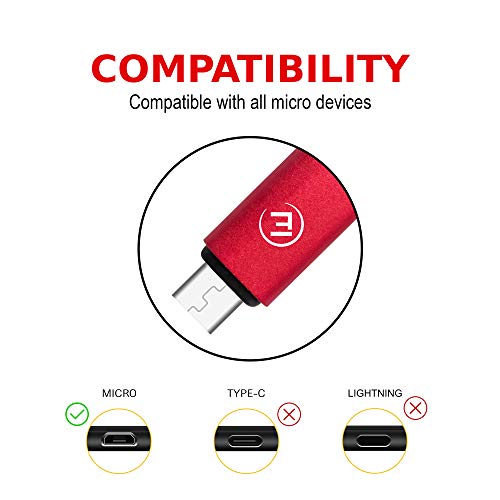 COMPATIBILITY
Compatible with all micro devices
E
MICRO TYPE-C LIGHTNING